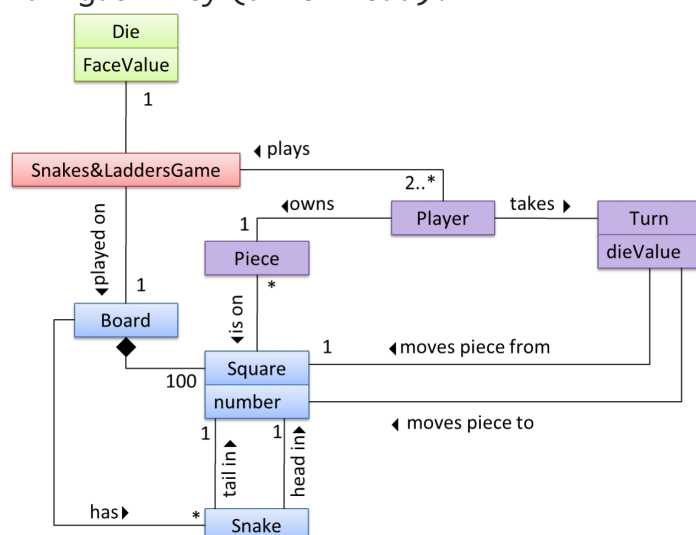 Die
FaceValue
1
◀ plays
Snakes&LaddersGame
2..*
◀owns
takes ▶
Player
Turn
1
dieValue
Piece
◀played on
*
1
◀is on
Board
1
◀moves piece from
Square
100
number
◀ moves piece to
1
1
tail in▶
head in▶
has▶
*
Snake